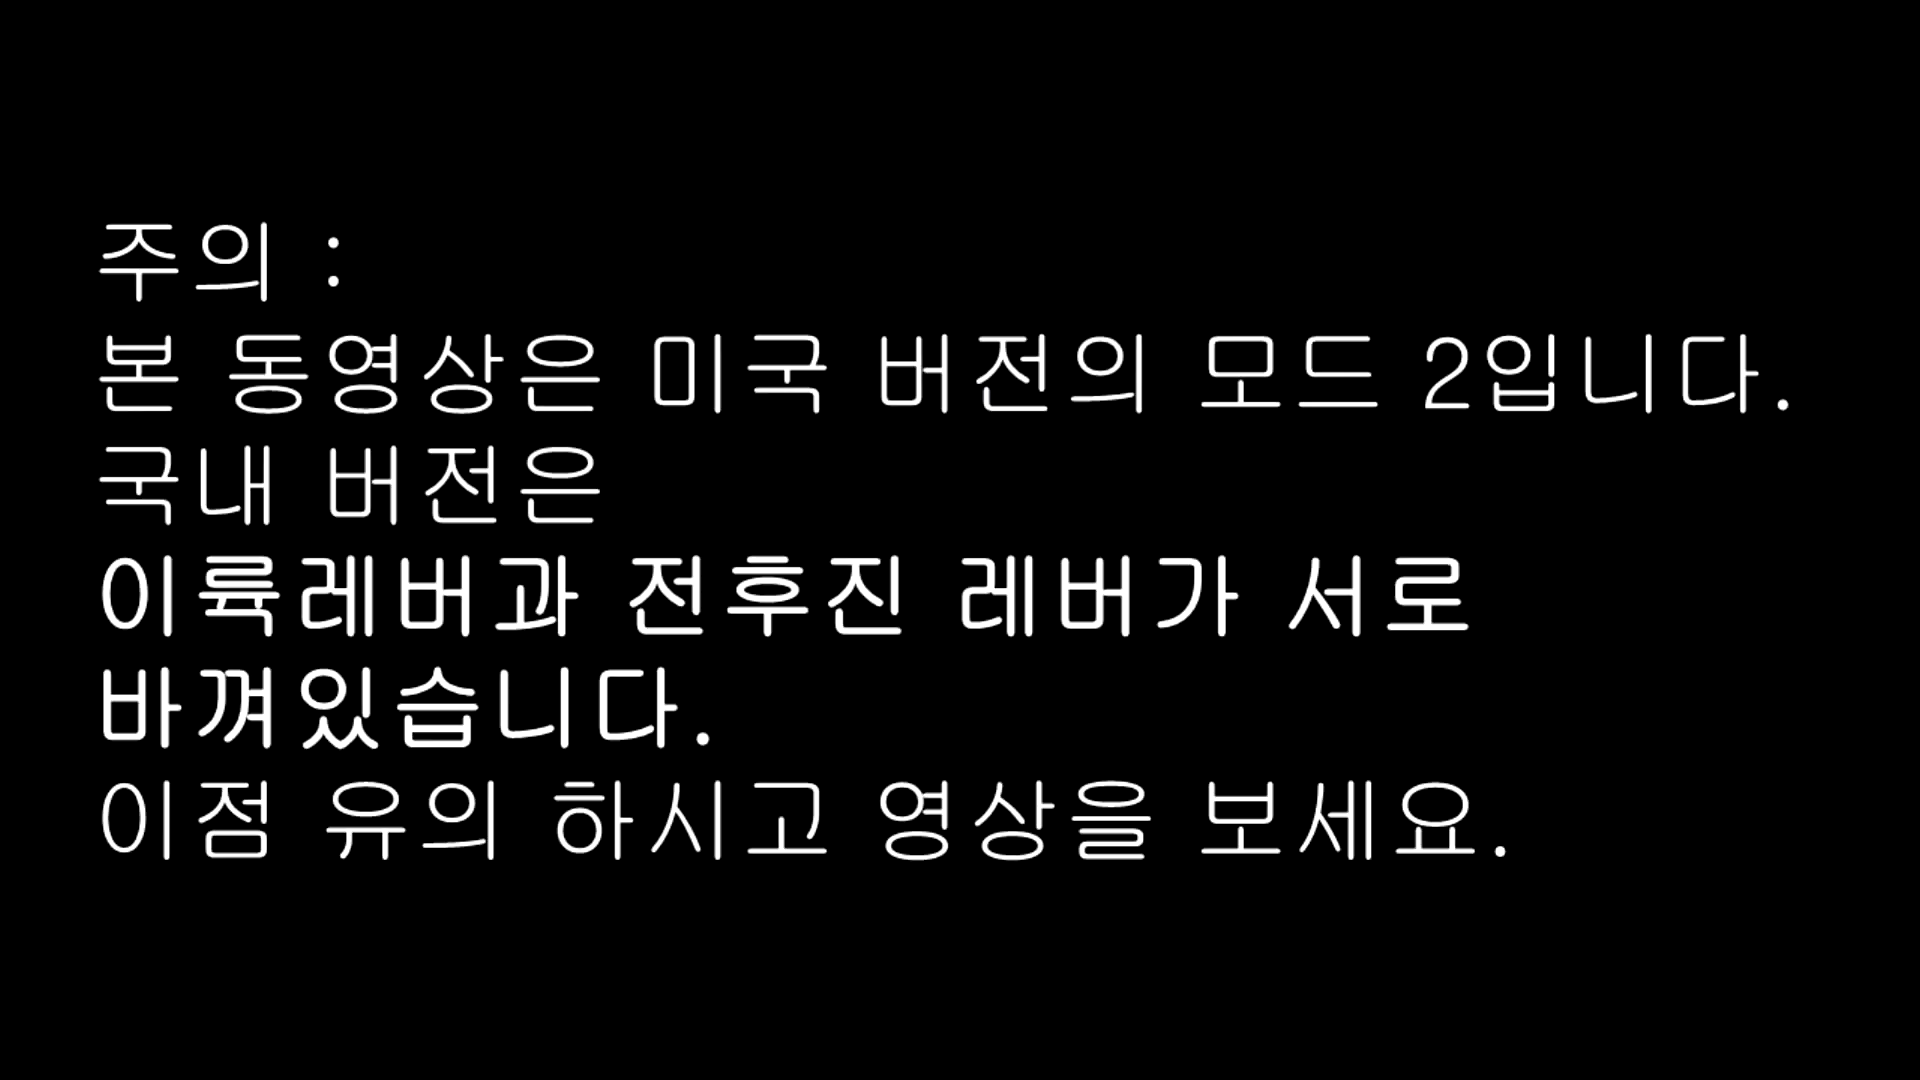 주의 :
본 동영상은 미국 버전의 모드 2입니다.
국내 버전은
이륙레버과 전후진 레버가 서로
바껴있습니다.
이점 유의 하시고 영상을 보세요.